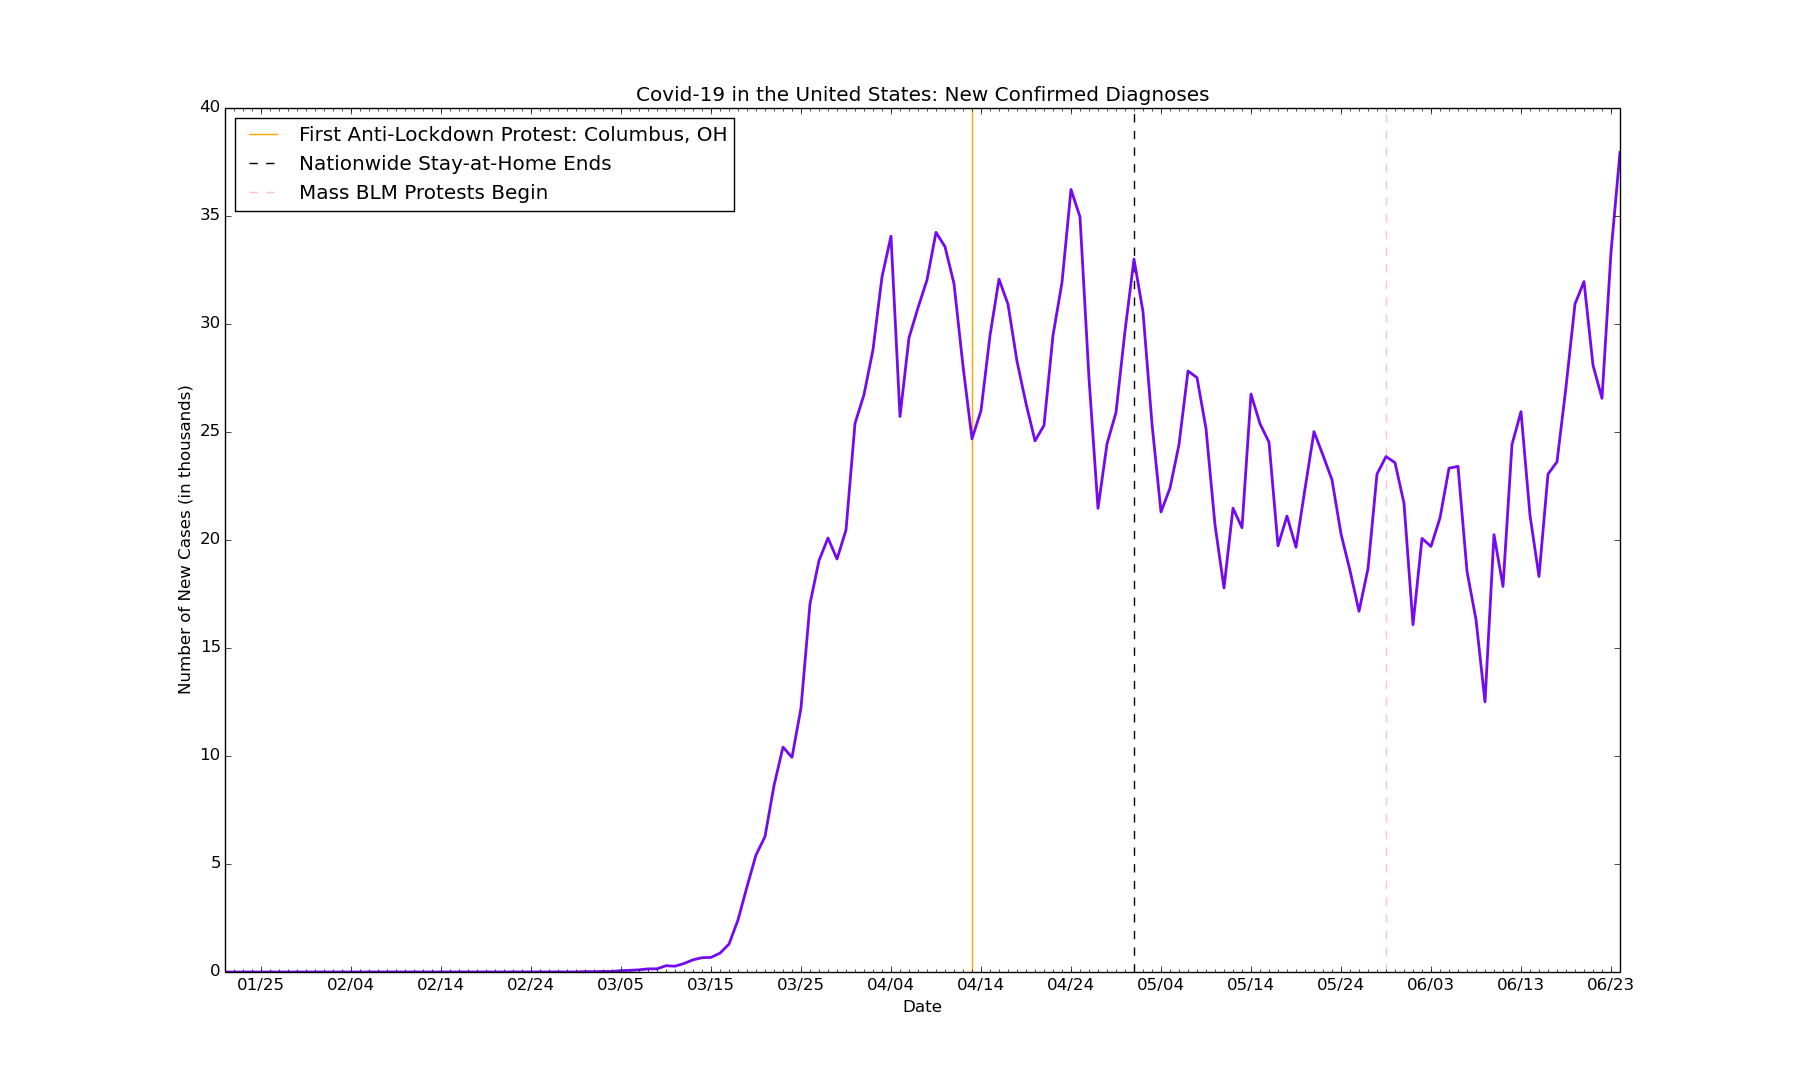 Covid-19 in the United States: New Confirmed Diagnoses
First Anti-Lockdown Protest: Columbus, OH
Nationwide Stay-at-Home Ends
Mass BLM Protests Begin
Number of New Cases (in thousands)
40
35
30
25
20
15
10
5
0
01/25 02/04 02/14 02/24 03/05 03/15 03/25 04/04 04/14 04/24 05/04 05/14 05/24 06/03 06/13 06/23
Date